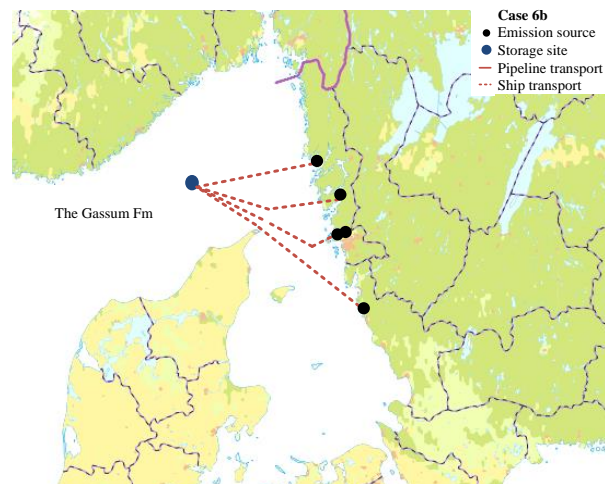 Case 6b
Emission source
Storage site
Pipeline transport
Ship transport
The Gassum Fm